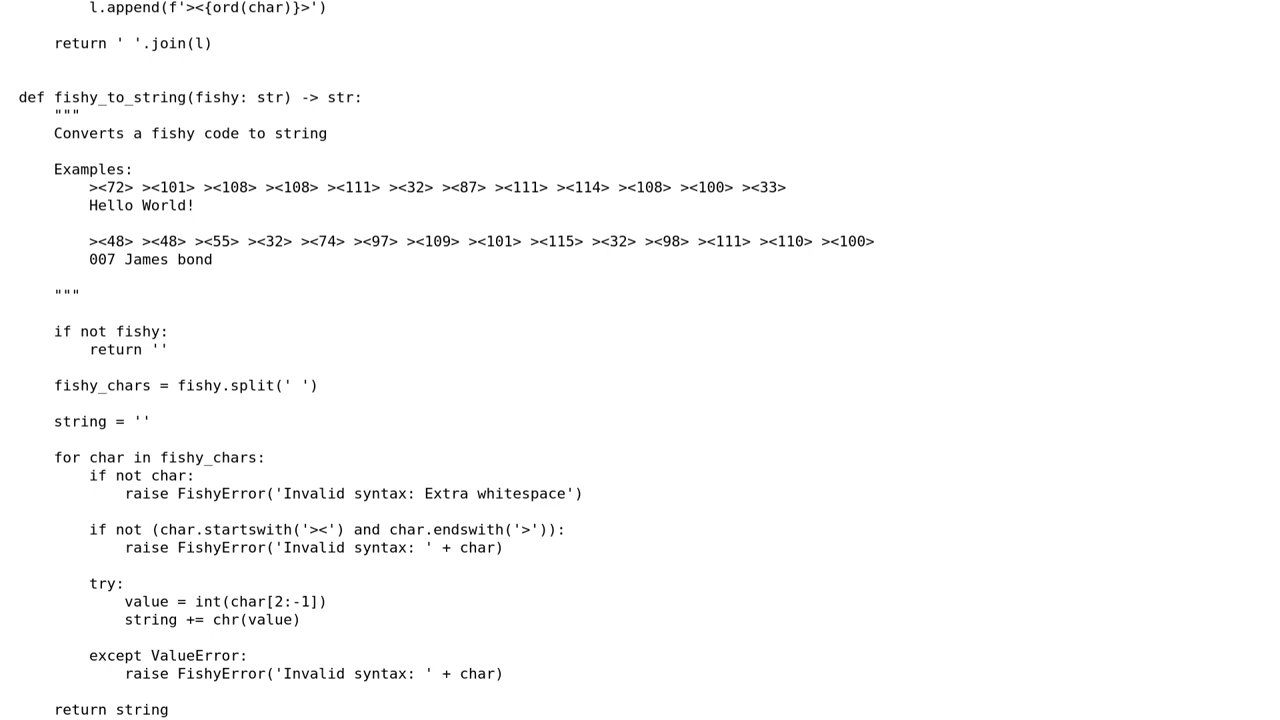 l.append(f'><{ord(char)}>')

    return ' '.join(l)


def fishy_to_string(fishy: str) -> str:
    """
    Converts a fishy code to string

    Examples:
        ><72> ><101> ><108> ><108> ><111> ><32> ><87> ><111> ><114> ><108> ><100> ><33>
        Hello World!

        ><48> ><48> ><55> ><32> ><74> ><97> ><109> ><101> ><115> ><32> ><98> ><111> ><110> ><100>
        007 James bond

    """

    if not fishy:
        return ''

    fishy_chars = fishy.split(' ')

    string = ''

    for char in fishy_chars:
        if not char:
            raise FishyError('Invalid syntax: Extra whitespace')

        if not (char.startswith('><') and char.endswith('>')):
            raise FishyError('Invalid syntax: ' + char)

        try:
            value = int(char[2:-1])
            string += chr(value)

        except ValueError:
            raise FishyError('Invalid syntax: ' + char)

    return string